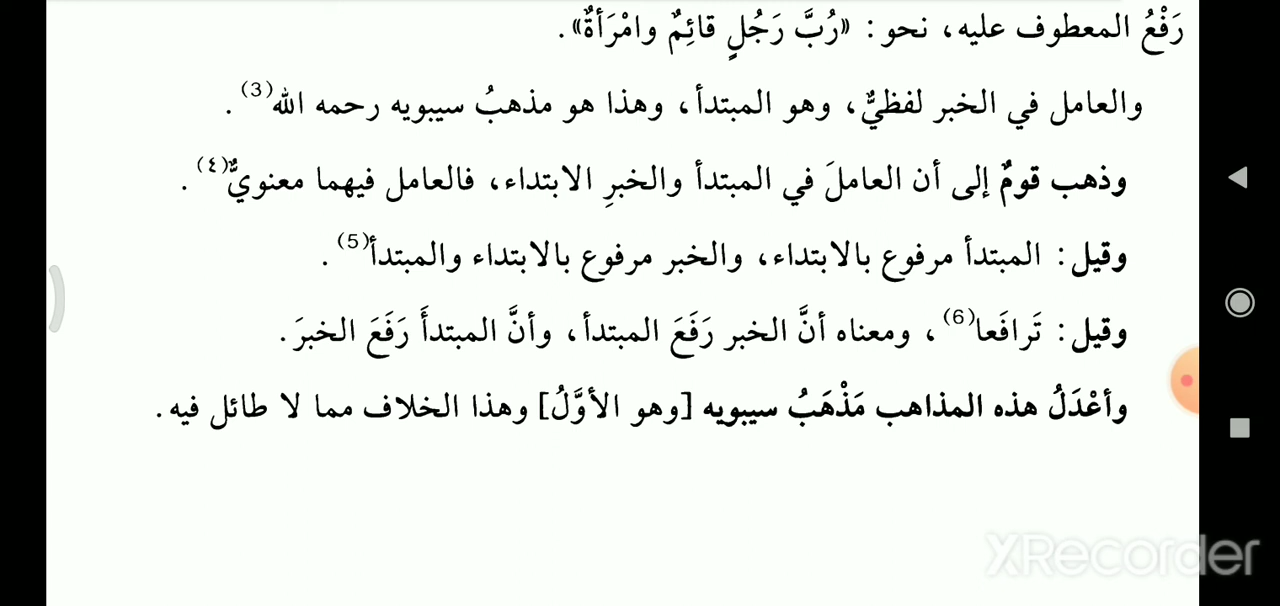 رَفْعُ المعطوف عليه، نحو: «رُبَّ رَجُلٍ قائِمٌ وامْرَأةٌ».
والعامل في الخبر لفظيٌّ، وهو المبتدأ، وهذا هو مذهبُ سيبويه رحمه الله(3).
وذهب قومٌ إلى أن العاملَ في المبتدأ والخبرِ الابتداء، فالعامل فيهما معنويٌّ(٤).
وقيل: المبتدأ مرفوع بالابتداء، والخبر مرفوع بالابتداء والمبتدأ(5).
وقيل: تَرافَعا(6)، ومعناه أنَّ الخبر رَفَعَ المبتدأ، وأنَّ المبتدأَ رَفَعَ الخبرَ.
وأعْدَلُ هذه المذاهب مَذْهَبُ سيبويه [وهو الأوَّلُ] وهذا الخلاف مما لا طائل فيه.
XRecorder